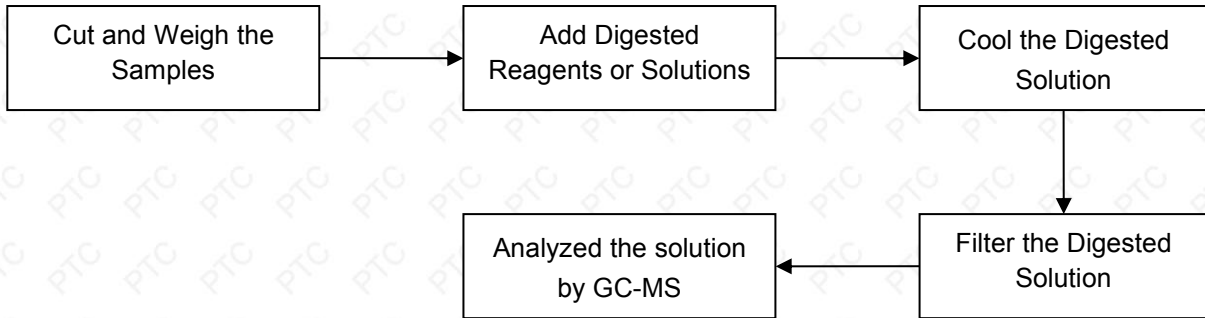 Cut and Weigh the
Samples
Add Digested
Reagents or Solutions
Cool the Digested
Solution
Filter the Digested
Solution
Analyzed the solution
by GC-MS
PTC